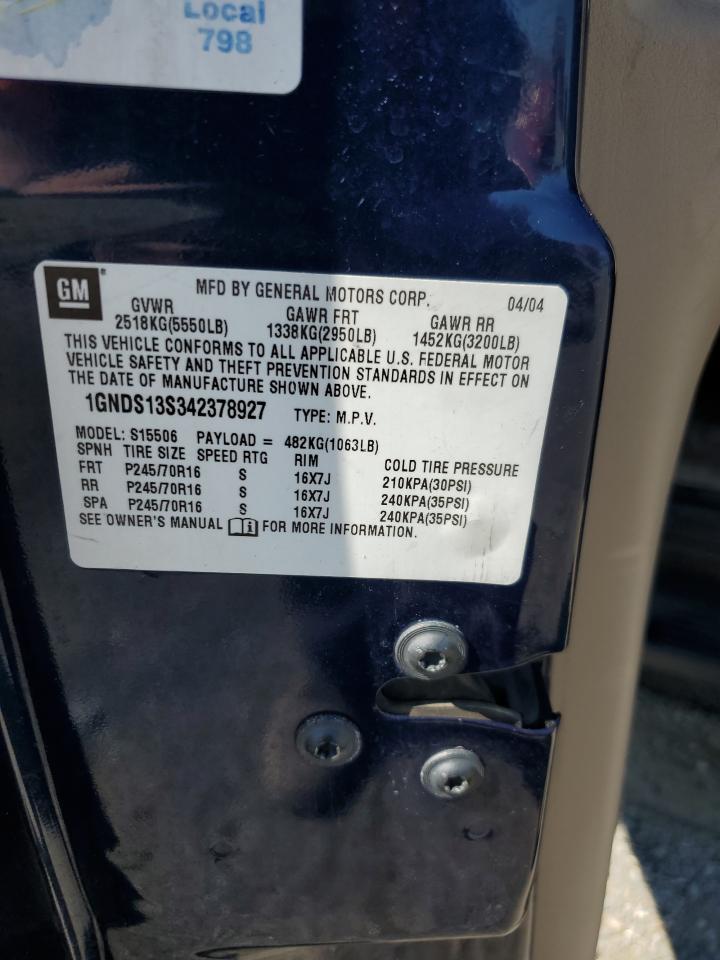 Local
798
GM
MFD BY GENERAL MOTORS CORP. 04/04
GVWR GAWR FRT GAWR RR
2518KG(5550LB) 1338KG(2950LB) 1452KG(3200LB)
THIS VEHICLE CONFORMS TO ALL APPLICABLE U.S. FEDERAL MOTOR
VEHICLE SAFETY AND THEFT PREVENTION STANDARDS IN EFFECT ON
THE DATE OF MANUFACTURE SHOWN ABOVE.
1GNDS13S342378927 TYPE: M.P.V.
MODEL: S15506 PAYLOAD = 482KG(1063LB)
SPNH TIRE SIZE SPEED RTG RIM COLD TIRE PRESSURE
FRT P245/70R16 S 16X7J 210KPA(30PSI)
RR P245/70R16 S 16X7J 240KPA(35PSI)
SPA P245/70R16 S 16X7J 240KPA(35PSI)
SEE OWNER'S MANUAL FOR MORE INFORMATION.